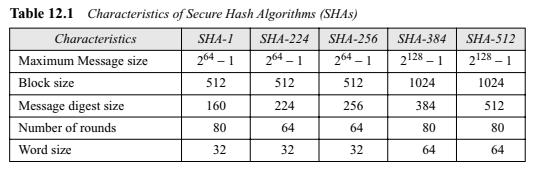 Table 12.1 Characteristics of Secure Hash Algorithms (SHAs)
Characteristics SHA-1 SHA-224 SHA-256 SHA-384 SHA-512
Maximum Message size 2^64 – 1 2^64 – 1 2^64 – 1 2^128 – 1 2^128 – 1
Block size 512 512 512 1024 1024
Message digest size 160 224 256 384 512
Number of rounds 80 64 64 80 80
Word size 32 32 32 64 64